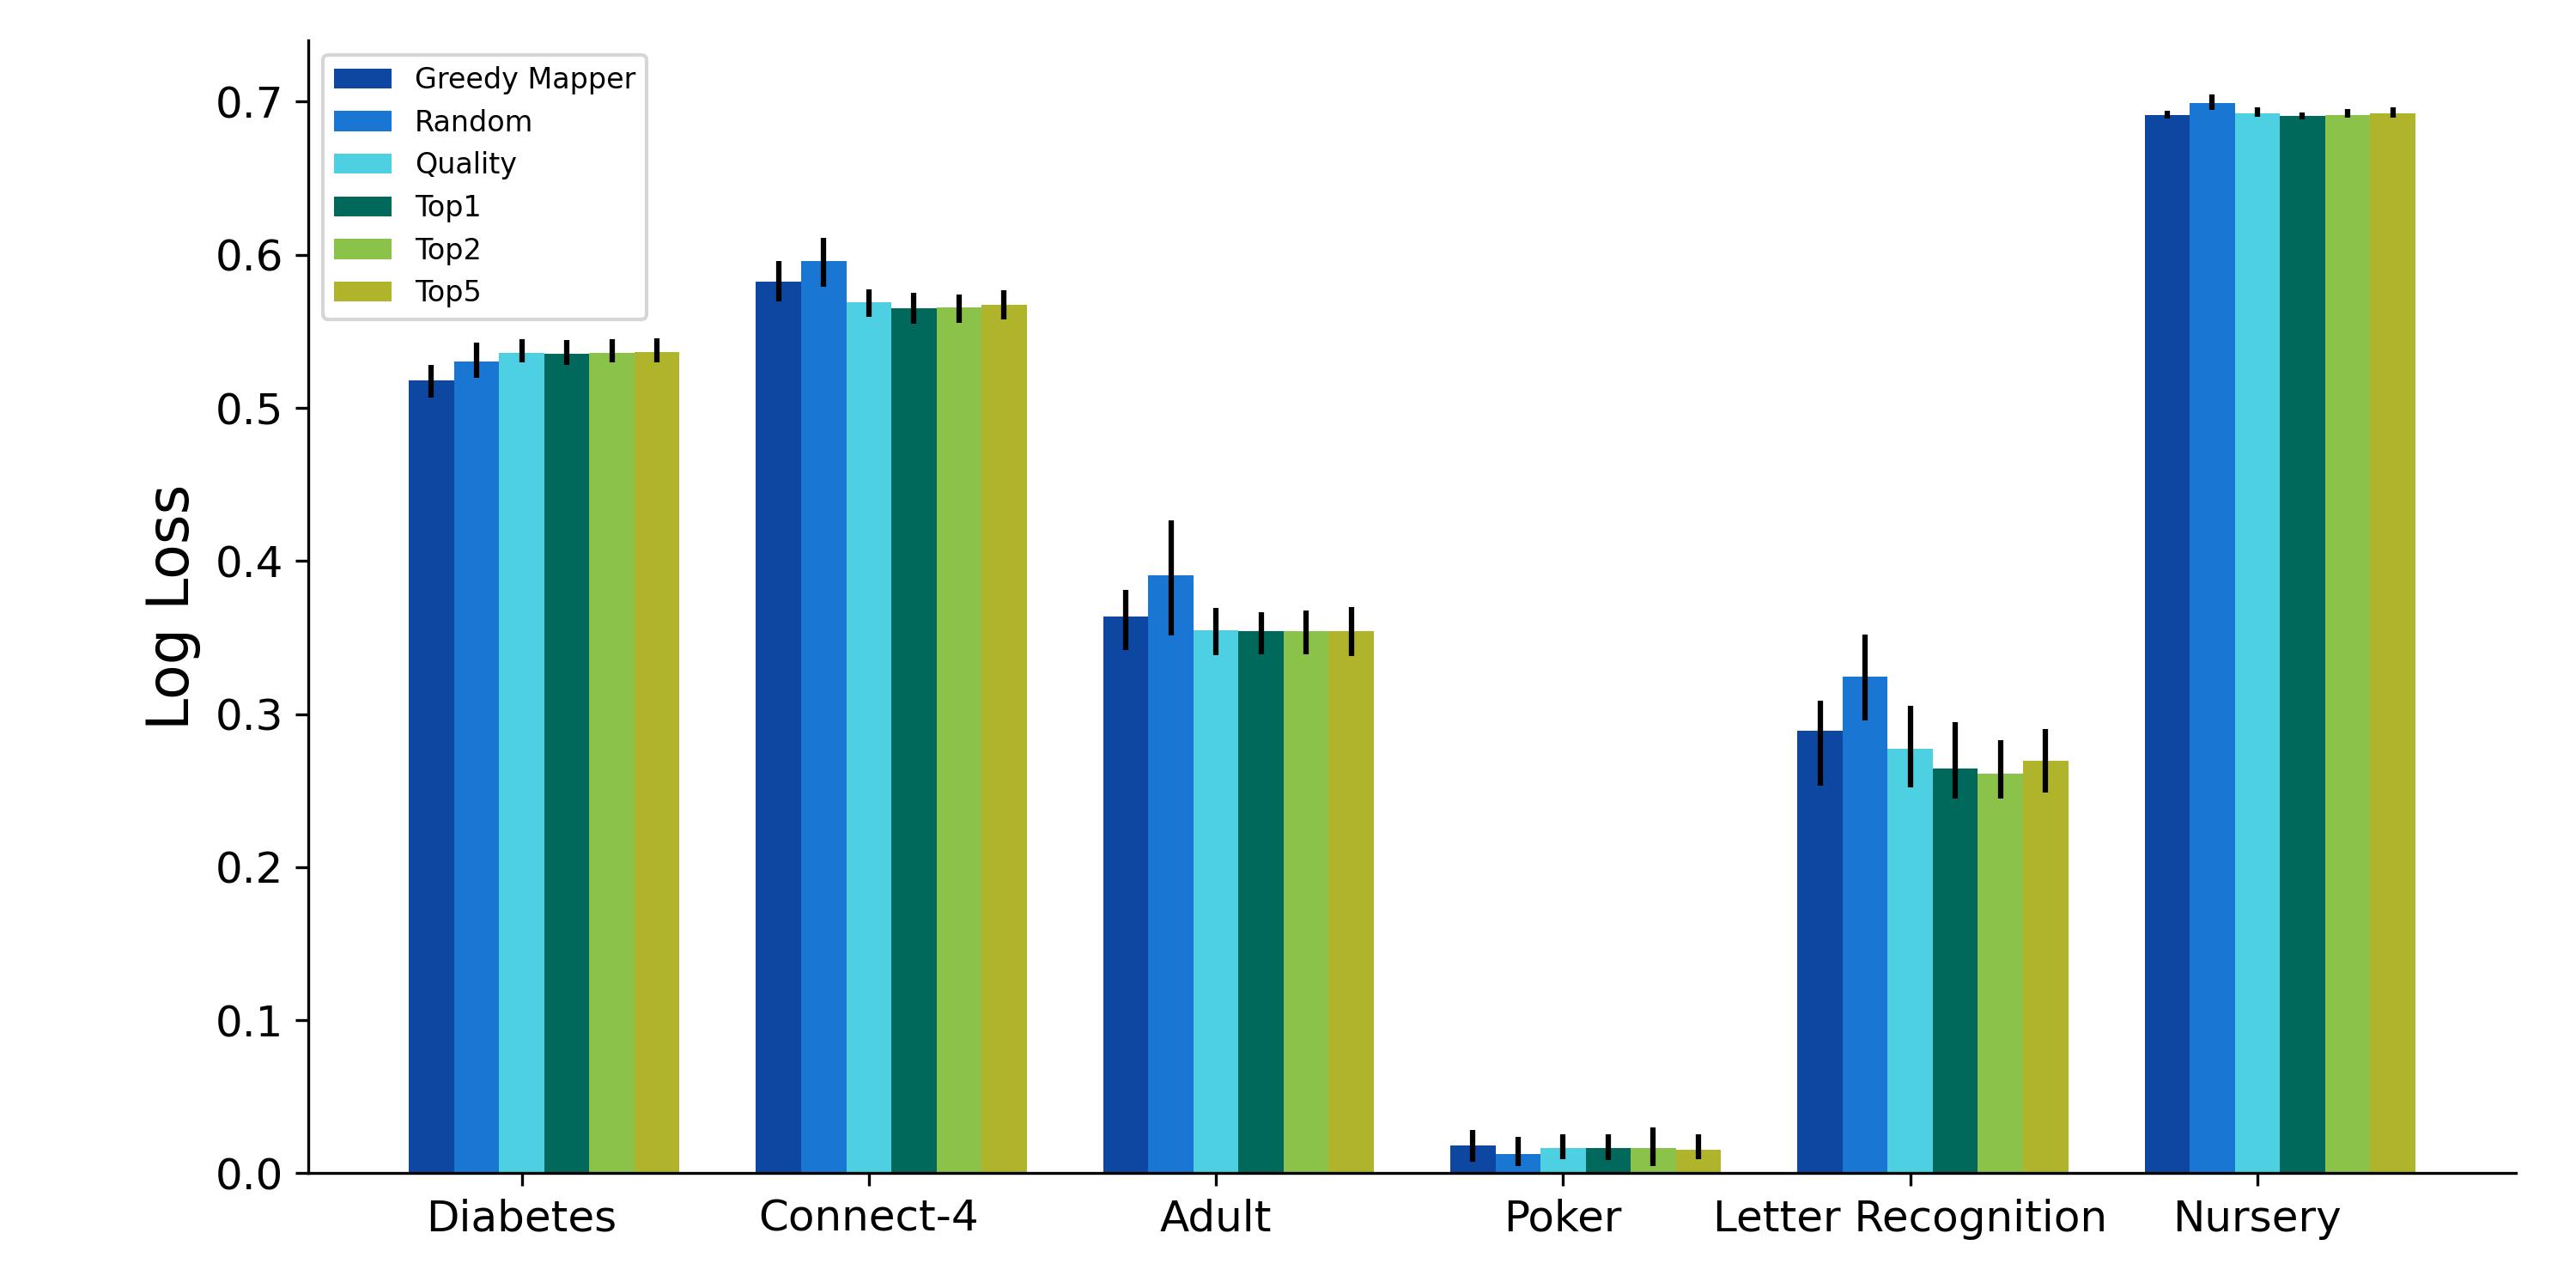 Greedy Mapper
Random
Quality
Top1
Top2
Top5
Log Loss
0.7
0.6
0.5
0.4
0.3
0.2
0.1
0.0
Diabetes
Connect-4
Adult
Poker
Letter Recognition
Nursery